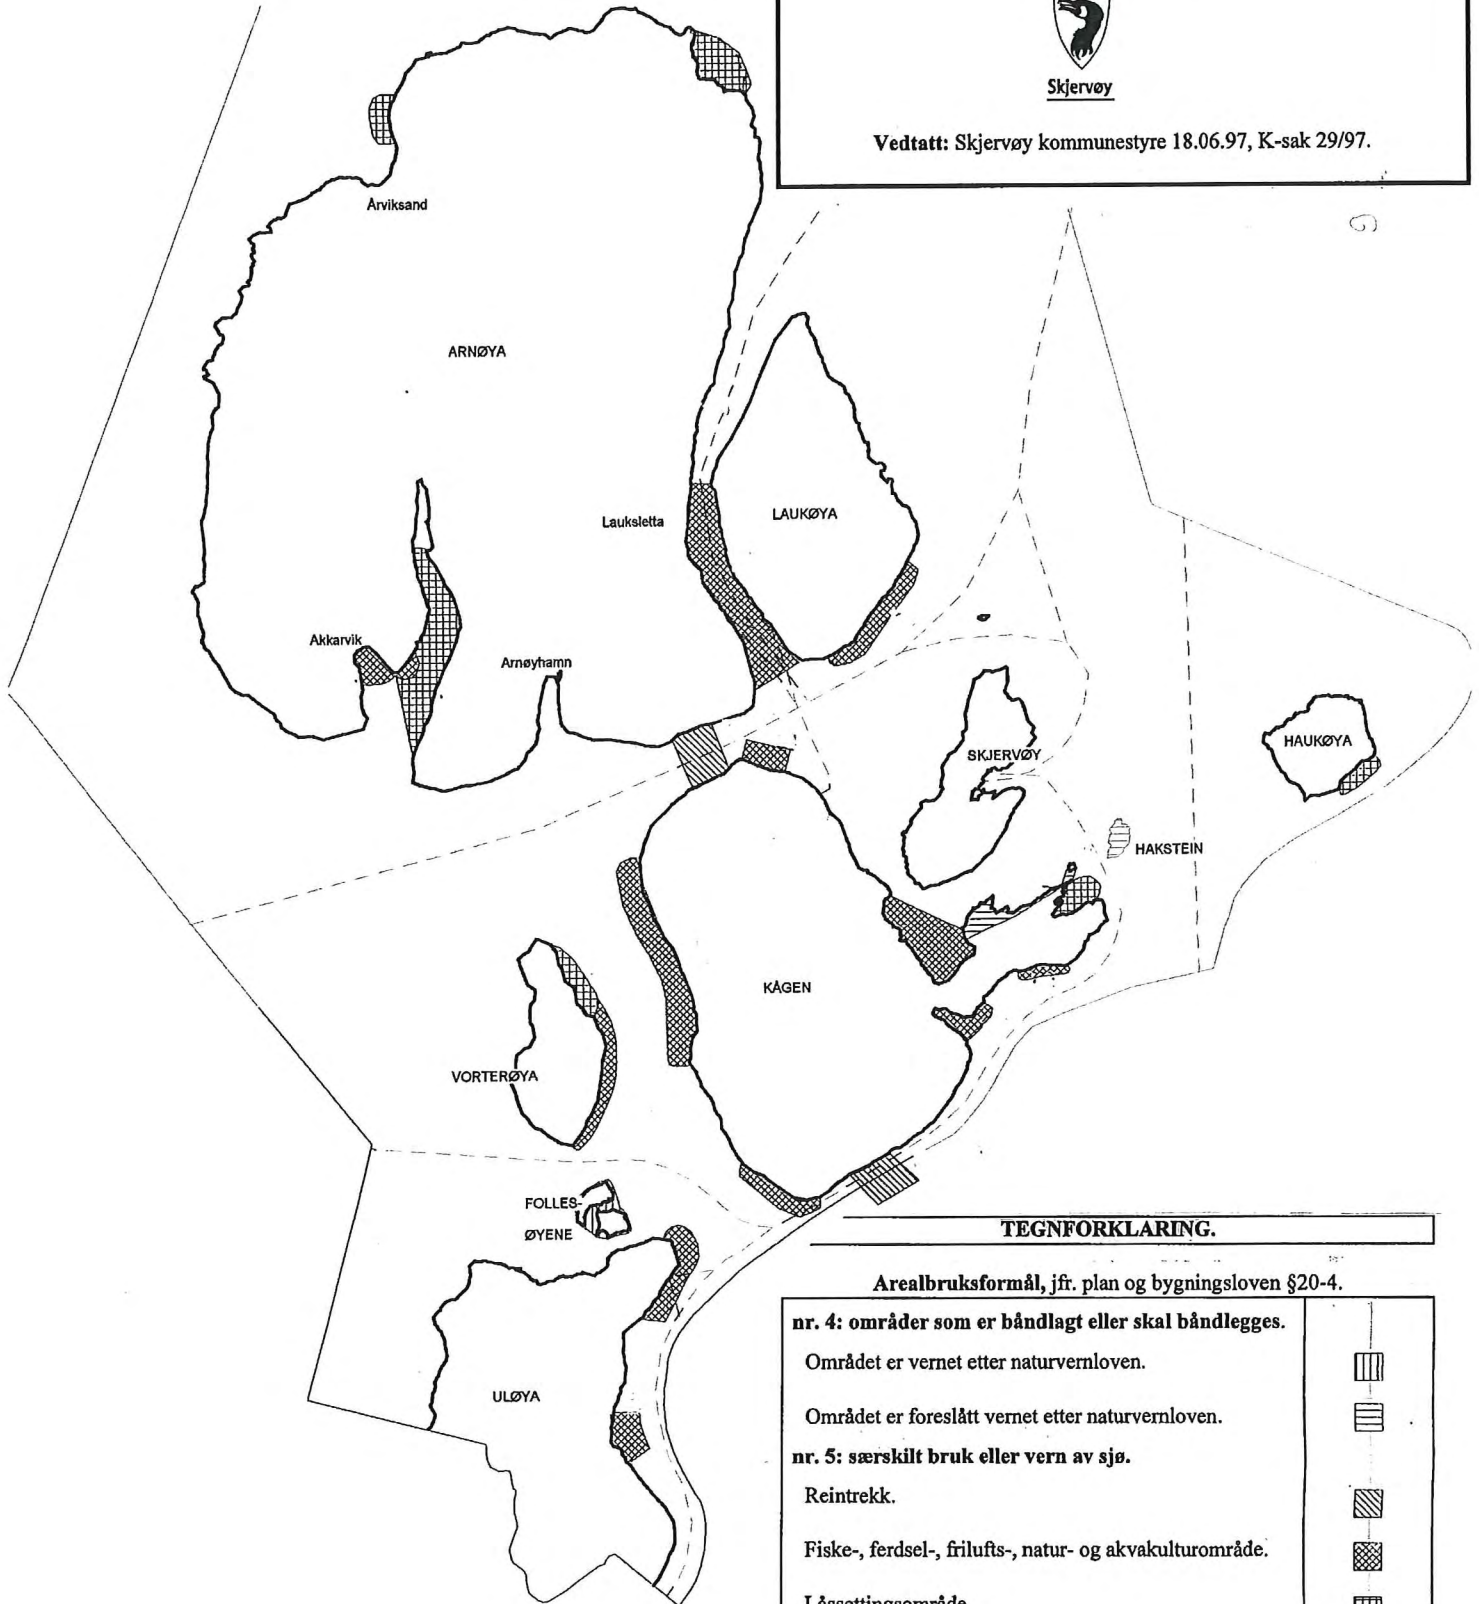 Skjervøy
Vedtatt: Skjervøy kommunestyre 18.06.97, K-sak 29/97.
Årviksand
ARNØYA
Lauksletta
LAUKØYA
Akkarvik
Arnøyhamn
SKJERVØY
HAUKØYA
HAKSTEIN
KÅGEN
VORTERØYA
FOLLES-
ØYENE
ULØYA
TEGNFORKLARING.
Arealbruksformål, jfr. plan og bygningsloven §20-4.
nr. 4: områder som er båndlagt eller skal båndlegges.
Området er vernet etter naturvernloven.
Området er foreslått vernet etter naturvernloven.
nr. 5: særskilt bruk eller vern av sjø.
Reintrekk.
Fiske-, ferdsel-, frilufts-, natur- og akvakulturområde.
Låssettingsområde